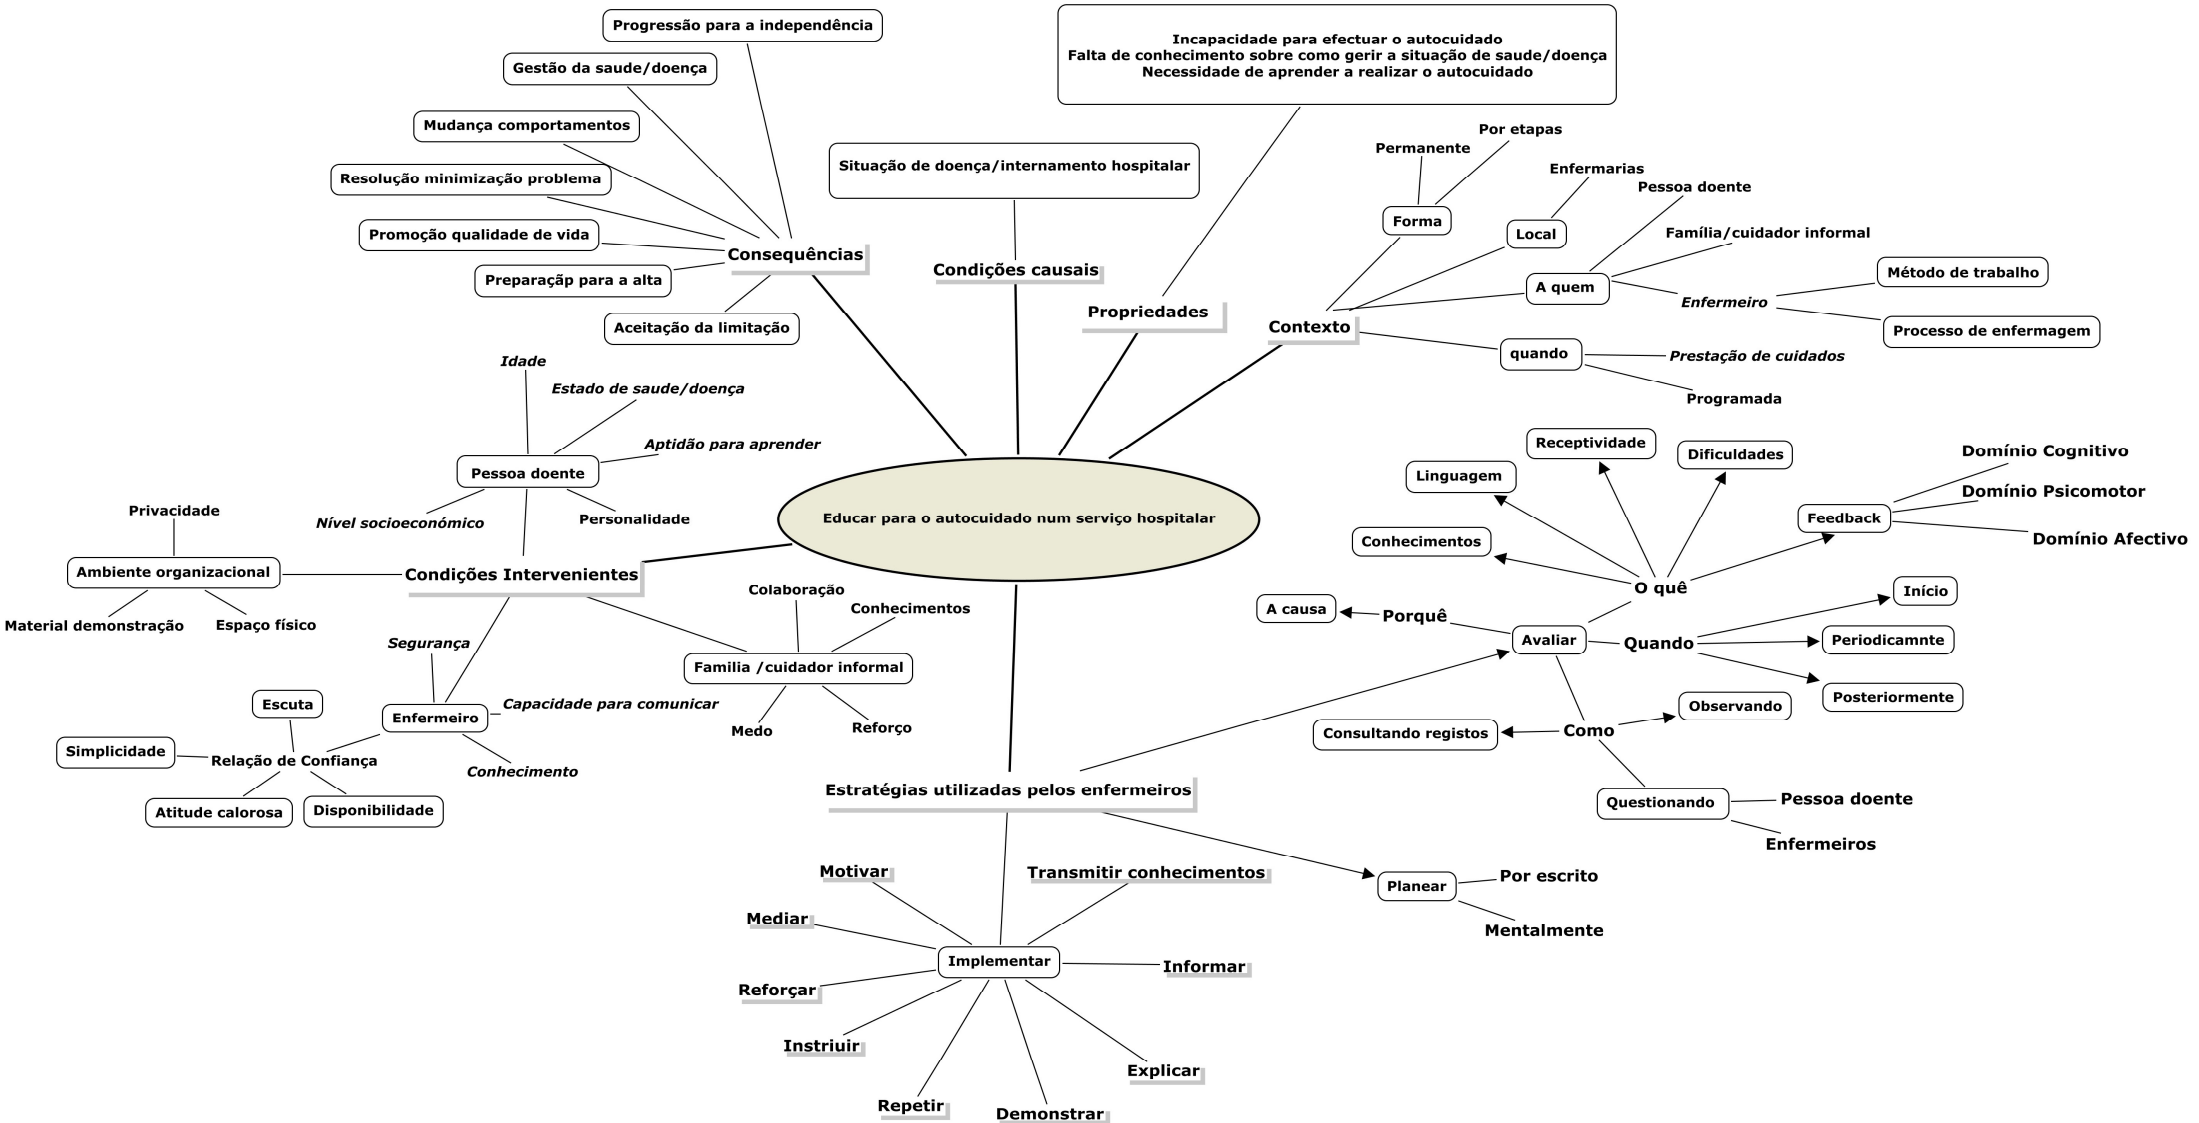 Progressão para a independência
Gestão da saude/doença
Mudança comportamentos
Resolução minimização problema
Promoção qualidade de vida
Preparaçãp para a alta
Aceitação da limitação
Consequências
Situação de doença/internamento hospitalar
Condições causais
Incapacidade para efectuar o autocuidado
Falta de conhecimento sobre como gerir a situação de saude/doença
Necessidade de aprender a realizar o autocuidado
Propriedades
Contexto
Forma
Permanente
Por etapas
Local
Enfermarias
A quem
Pessoa doente
Família/cuidador informal
Enfermeiro
Método de trabalho
Processo de enfermagem
quando
Prestação de cuidados
Programada
Educar para o autocuidado num serviço hospitalar
Condições Intervenientes
Pessoa doente
Idade
Estado de saude/doença
Aptidão para aprender
Nível socioeconómico
Personalidade
Ambiente organizacional
Privacidade
Material demonstração
Espaço físico
Familia /cuidador informal
Colaboração
Conhecimentos
Medo
Reforço
Enfermeiro
Segurança
Capacidade para comunicar
Conhecimento
Relação de Confiança
Escuta
Simplicidade
Atitude calorosa
Disponibilidade
Estratégias utilizadas pelos enfermeiros
Avaliar
O quê
Conhecimentos
Linguagem
Receptividade
Dificuldades
Feedback
Domínio Cognitivo
Domínio Psicomotor
Domínio Afectivo
Porquê
A causa
Quando
Início
Periodicamnte
Posteriormente
Como
Consultando registos
Observando
Questionando
Pessoa doente
Enfermeiros
Planear
Por escrito
Mentalmente
Implementar
Motivar
Mediar
Reforçar
Instriuir
Repetir
Demonstrar
Explicar
Informar
Transmitir conhecimentos